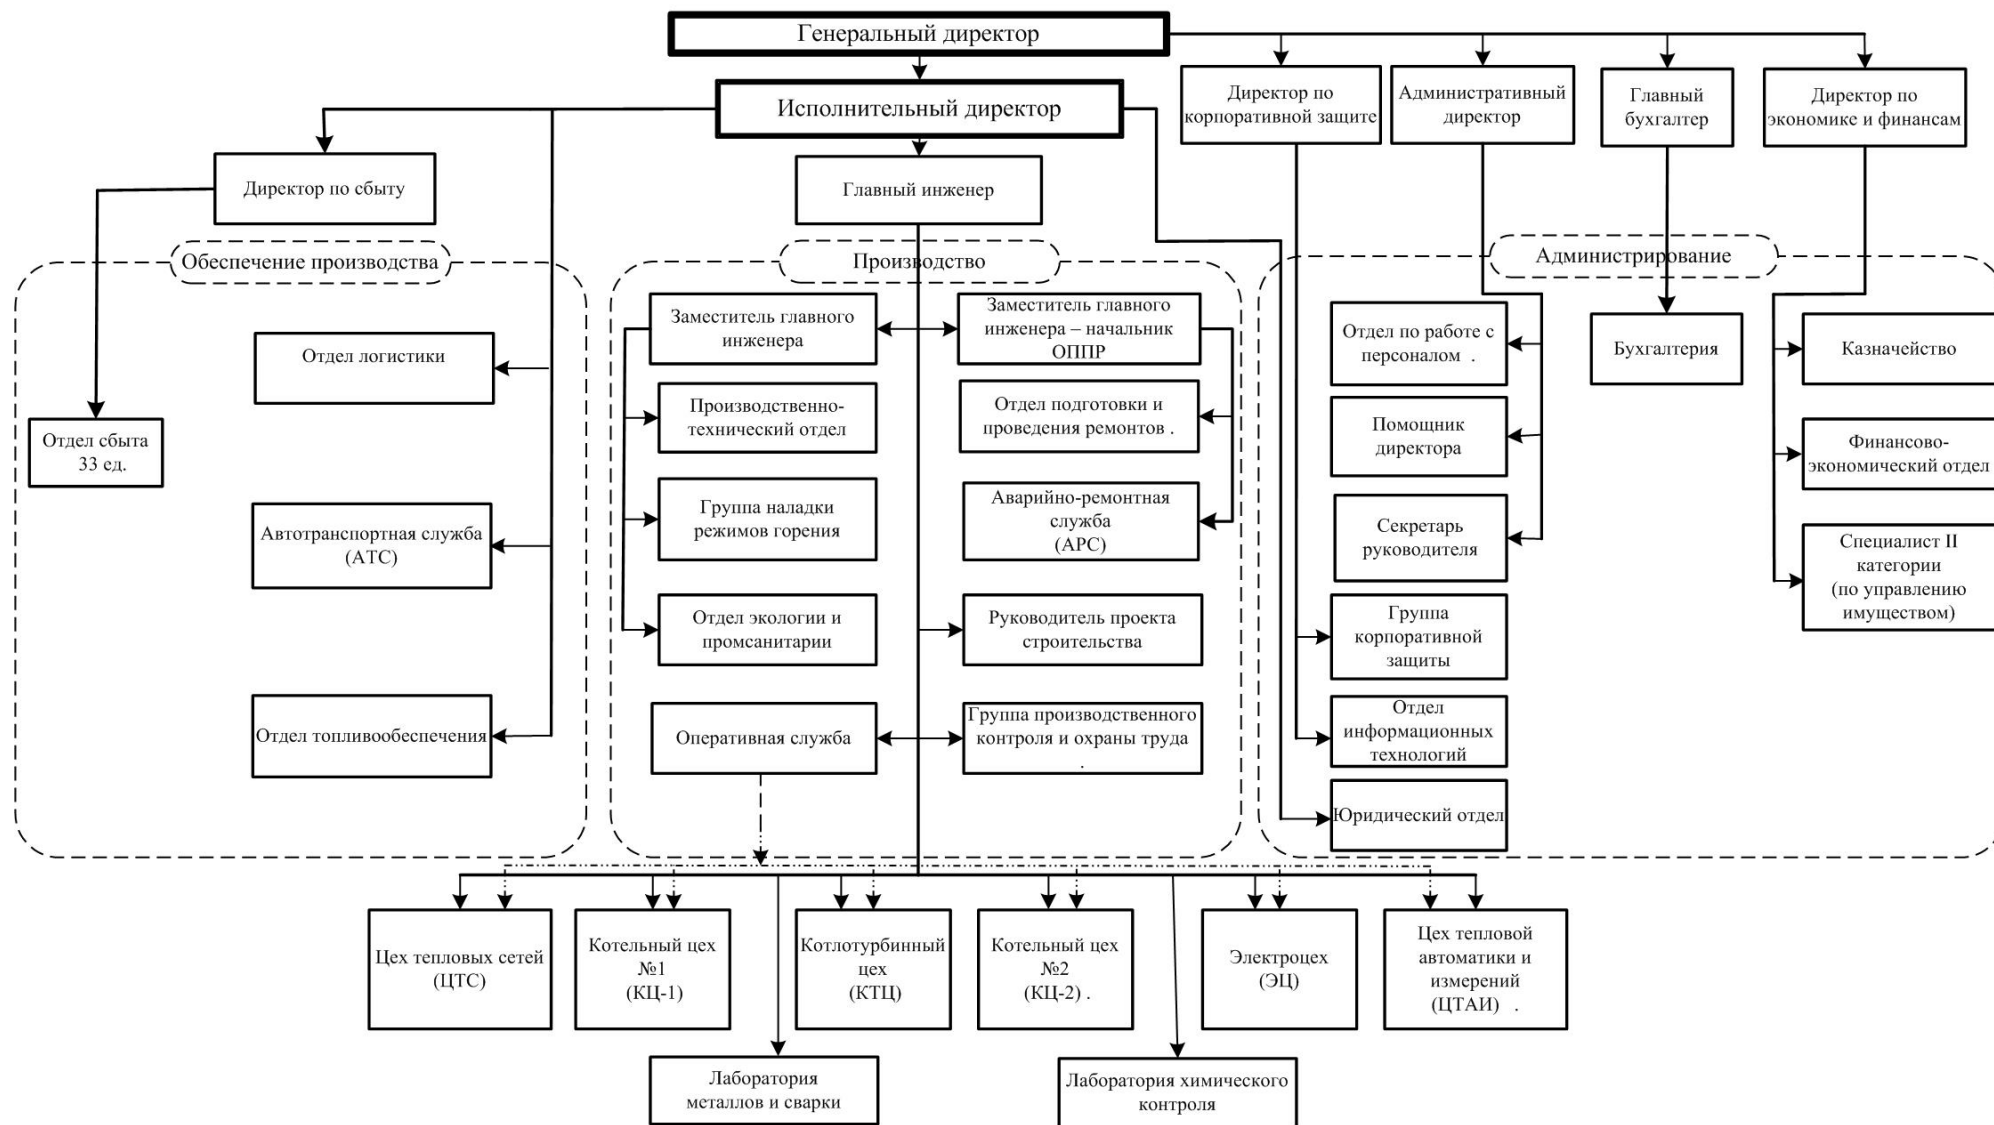 Генеральный директор
Исполнительный директор
Директор по
корпоративной защите
Административный
директор
Главный
бухгалтер
Директор по
экономике и финансам
Директор по сбыту
Главный инженер
Обеспечение производства
Производство
Администрирование
Отдел логистики
Отдел сбыта
33 ед.
Автотранспортная служба
(АТС)
Отдел топливообеспечения
Заместитель главного
инженера
Заместитель главного
инженера – начальник
ОППР
Производственно-
технический отдел
Отдел подготовки и
проведения ремонтов .
Группа наладки
режимов горения
Аварийно-ремонтная
служба
(АРС)
Отдел экологии и
промсанитарии
Руководитель проекта
строительства
Оперативная служба
Группа производственного
контроля и охраны труда
.
Отдел по работе с
персоналом .
Помощник
директора
Секретарь
руководителя
Группа
корпоративной
защиты
Отдел
информационных
технологий
Юридический отдел
Бухгалтерия
Казначейство
Финансово-
экономический отдел
Специалист II
категории
(по управлению
имуществом)
Цех тепловых сетей
(ЦТС)
Котельный цех
№1
(КЦ-1)
Котлотурбинный
цех
(КТЦ)
Котельный цех
№2
(КЦ-2) .
Электроцех
(ЭЦ)
Цех тепловой
автоматики и
измерений
(ЦТАИ) .
Лаборатория
металлов и сварки
Лаборатория химического
контроля